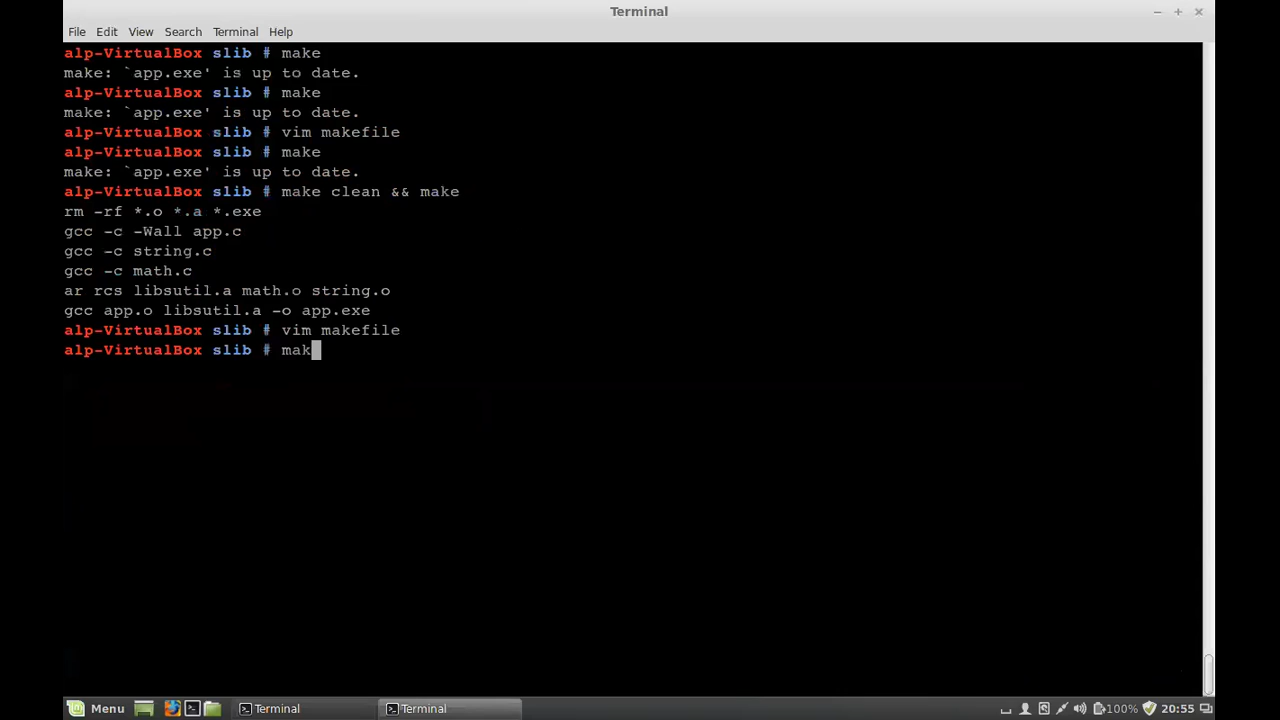 Terminal
File Edit View Search Terminal Help
alp-VirtualBox slib # make
make: `app.exe' is up to date.
alp-VirtualBox slib # make
make: `app.exe' is up to date.
alp-VirtualBox slib # vim makefile
alp-VirtualBox slib # make
make: `app.exe' is up to date.
alp-VirtualBox slib # make clean && make
rm -rf *.o *.a *.exe
gcc -c -Wall app.c
gcc -c string.c
gcc -c math.c
ar rcs libsutil.a math.o string.o
gcc app.o libsutil.a -o app.exe
alp-VirtualBox slib # vim makefile
alp-VirtualBox slib # mak
Menu Terminal Terminal 100% 20:55